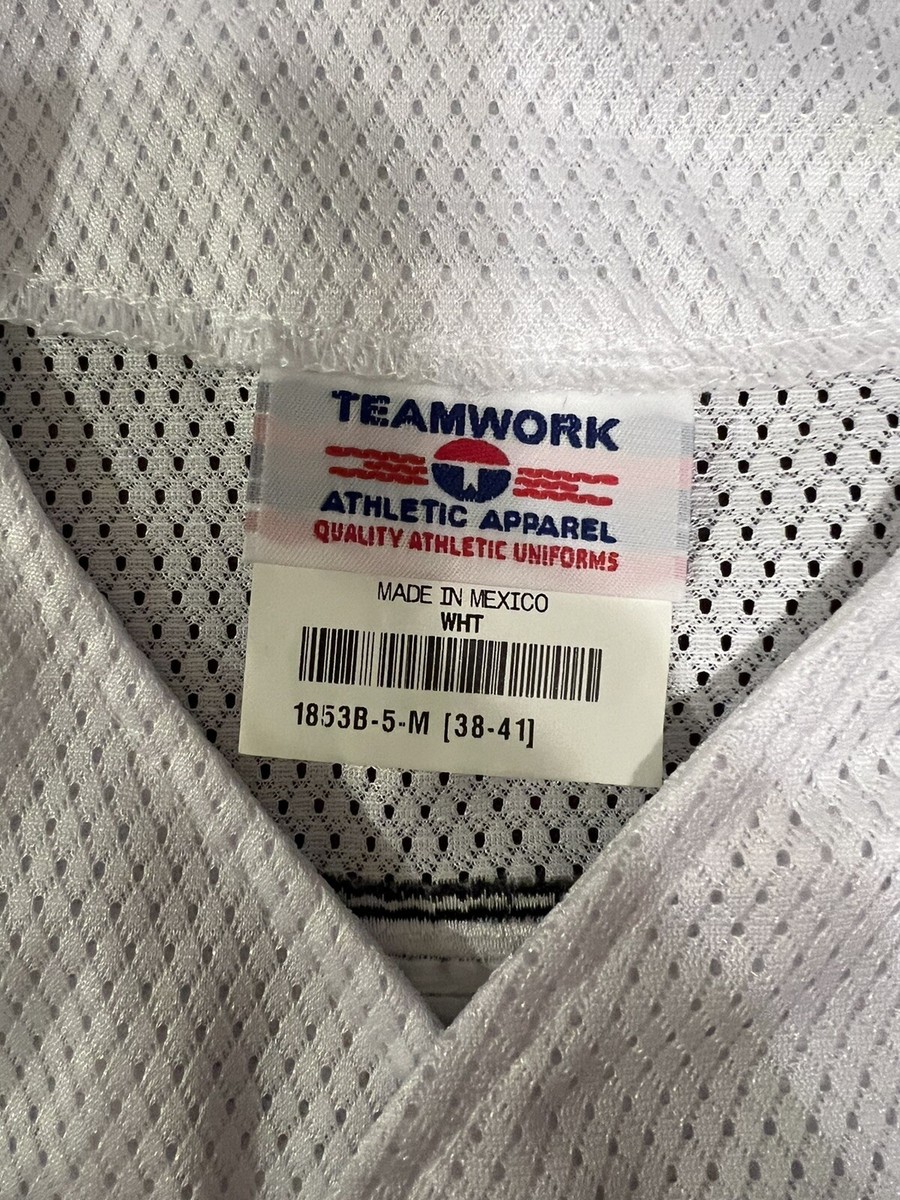 TEAMWORK
ATHLETIC APPAREL
QUALITY ATHLETIC UNIFORMS
MADE IN MEXICO
WHT
1853B-5-M [38-41]